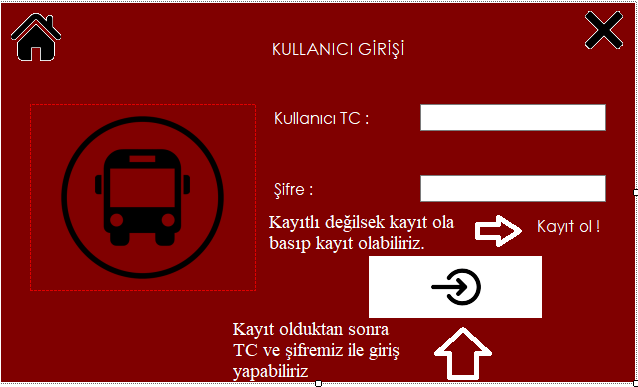 KULLANICI GİRİŞİ
Kullanıcı TC :
Şifre :
Kayıtlı değilsek kayıt ola
basıp kayıt olabiliriz.
Kayıt ol !
Kayıt olduktan sonra
TC ve şifremiz ile giriş
yapabiliriz